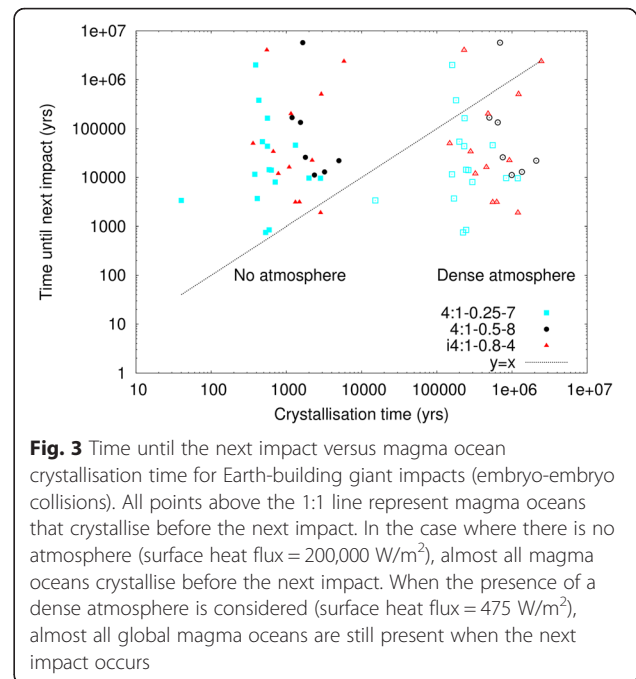 1e+07
1e+06
100000
10000
1000
100
10
1
Time until next impact (yrs)
No atmosphere
Dense atmosphere
4:1-0.25-7
4:1-0.5-8
i4:1-0.8-4
y=x
10
100
1000
10000
100000
1e+06
1e+07
Crystallisation time (yrs)
Fig. 3 Time until the next impact versus magma ocean
crystallisation time for Earth-building giant impacts (embryo-embryo
collisions). All points above the 1:1 line represent magma oceans
that crystallise before the next impact. In the case where there is no
atmosphere (surface heat flux = 200,000 W/m²), almost all magma
oceans crystallise before the next impact. When the presence of a
dense atmosphere is considered (surface heat flux = 475 W/m²),
almost all global magma oceans are still present when the next
impact occurs